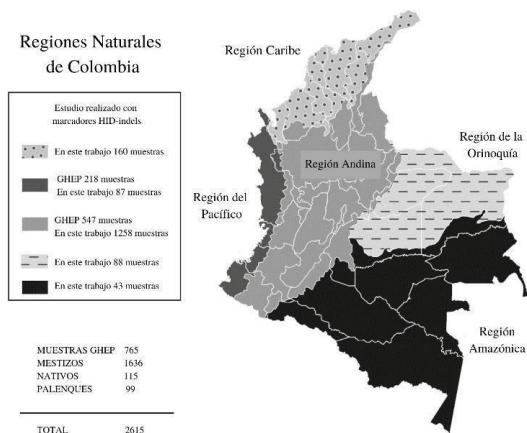 Regiones Naturales
de Colombia
Estudio realizado con
marcadores HID-indels
En este trabajo 160 muestras
GHEP 218 muestras
En este trabajo 87 muestras
GHEP 547 muestras
En este trabajo 1258 muestras
En este trabajo 88 muestras
En este trabajo 43 muestras
MUESTRAS GHEP 765
MESTIZOS 1636
NATIVOS 115
PALENQUES 99
TOTAL 2615
Región Caribe
Región de la
Orinoquía
Región Andina
Región del
Pacífico
Región
Amazónica